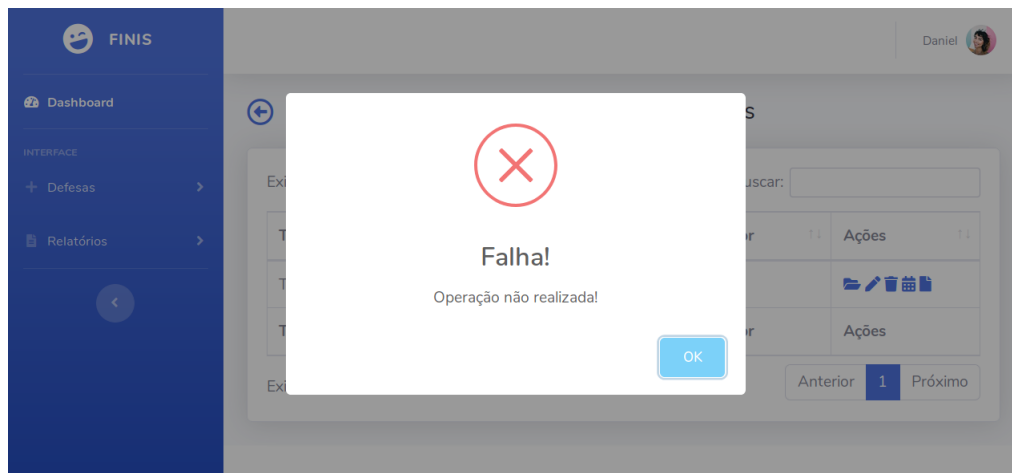 FINIS
Daniel
Dashboard
INTERFACE
Defesas
Relatórios
Falha!
Operação não realizada!
OK
Ações
Ações
Anterior 1 Próximo